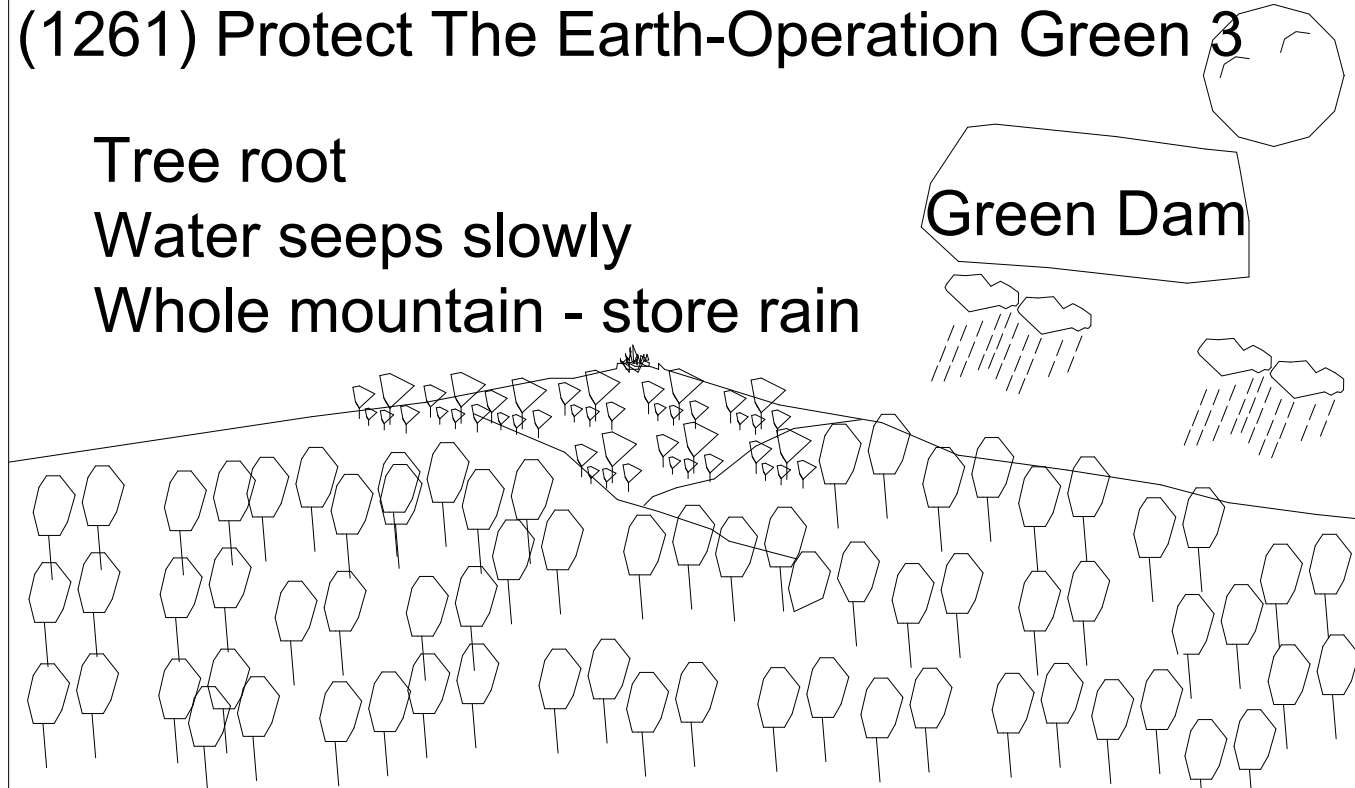 (1261) Protect The Earth-Operation Green 3
Tree root
Water seeps slowly
Whole mountain - store rain
Green Dam